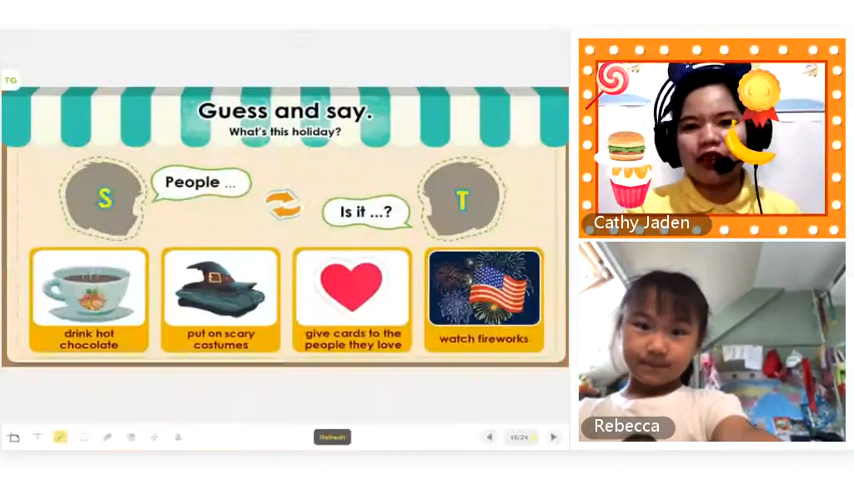 TG
Guess and say.
What's this holiday?
S
People ...
Is it ...?
T
drink hot
chocolate
put on scary
costumes
give cards to the
people they love
watch fireworks
Cathy Jaden
Rebecca
Refresh